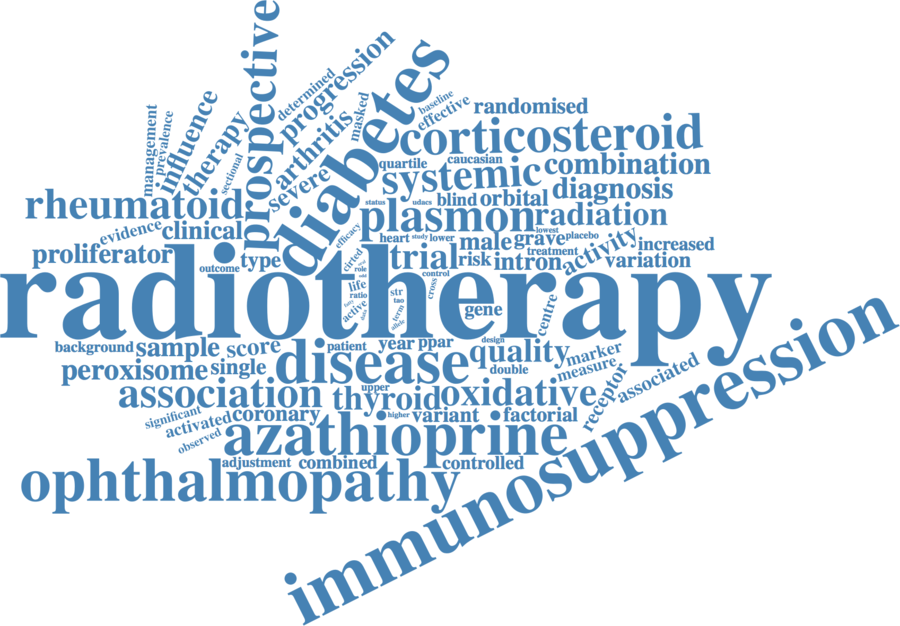 prospective
progression
determined
diabetes
management
prevalence
influence
therapy
sectional
arthritis
masked
baseline
effective
randomised
severe
corticosteroid
quartile
caucasian
systemic
combination
rheumatoid
status
udacs
blind
orbital
diagnosis
evidence
clinical
plasmon
radiation
efficacy
heart
study
lower
male
grave
lowest
placebo
activity
increased
proliferator
type
outcome
cirted
trial
risk
intron
treatment
variation
role
control
radiotherapy
life
ratio
active
str
tao
term
allele
cross
gene
centre
background
sample
score
patient
year
ppar
design
quality
marker
peroxisome
single
disease
double
measure
association
upper
thyroid
oxidative
receptor
associated
significant
activated
coronary
higher
variant
factorial
observed
azathioprine
immunosuppression
ophthalmopathy
adjustment
combined
controlled